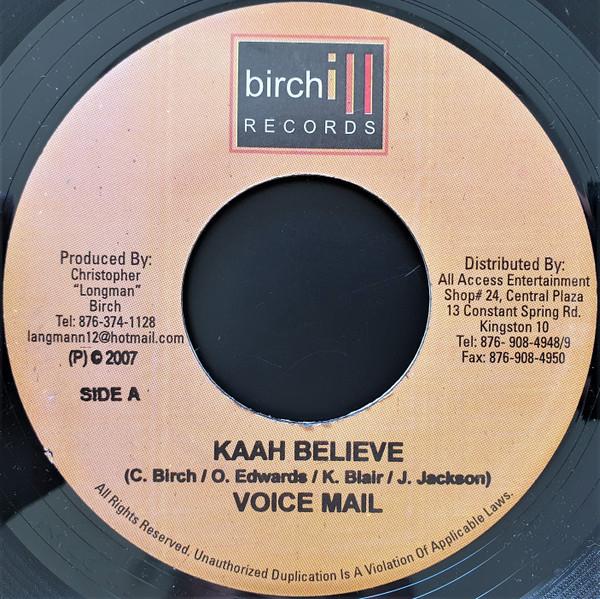 birchill
RECORDS
Produced By:
Christopher
"Longman"
Birch
Tel: 876-374-1128
langmann12@hotmail.com
(P) © 2007
SIDE A
Distributed By:
All Access Entertainment
Shop# 24, Central Plaza
13 Constant Spring Rd.
Kingston 10
Tel: 876- 908-4948/9
Fax: 876-908-4950
KAAH BELIEVE
(C. Birch / O. Edwards / K. Blair / J. Jackson)
VOICE MAIL
All Rights Reserved. Unauthorized Duplication Is A Violation Of Applicable Laws.